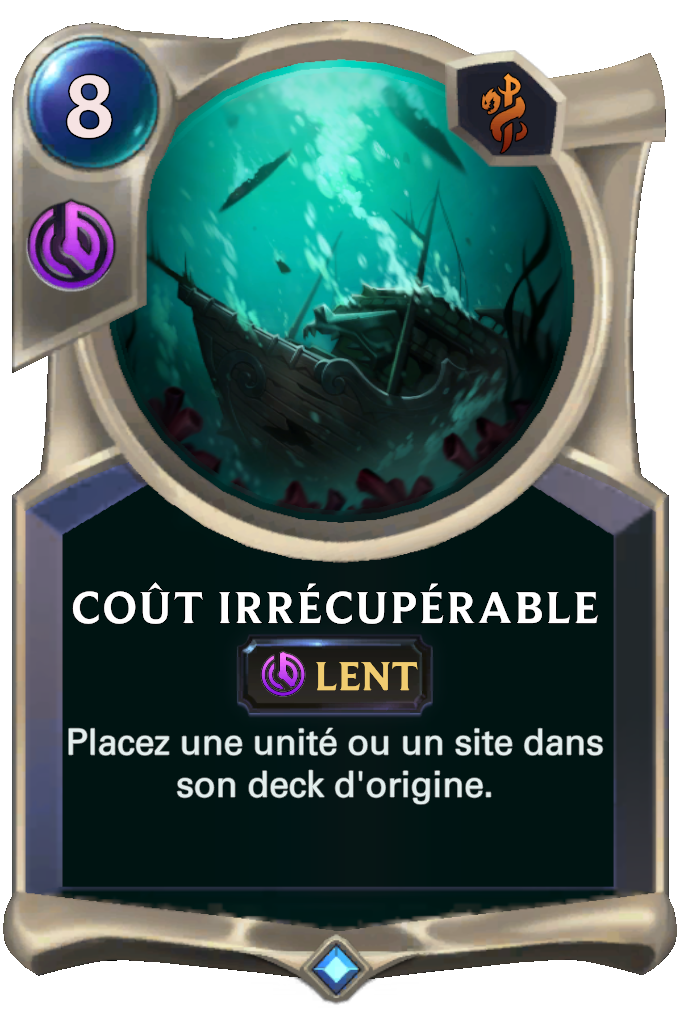 8
COÛT IRRÉCUPÉRABLE
LENT
Placez une unité ou un site dans
son deck d'origine.